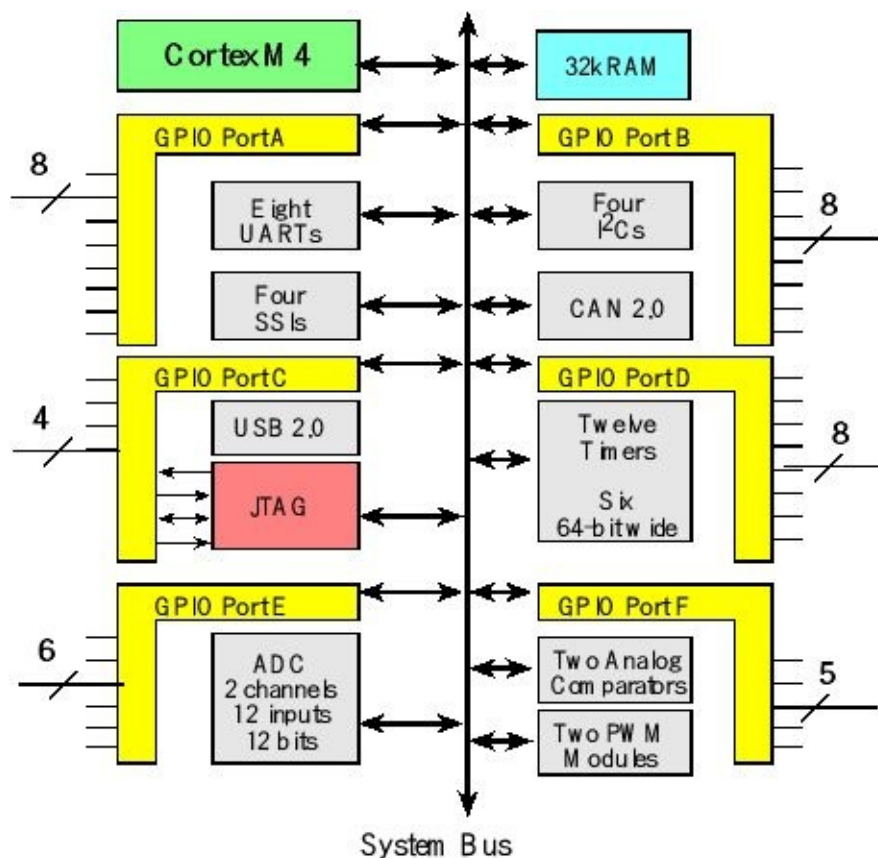 Cortex M4
32k RAM
GPIO Port A
GPIO Port B
8
Eight
UARTs
Four
I²Cs
8
Four
SSIs
CAN 2.0
GPIO Port C
GPIO Port D
4
USB 2.0
Twelve
Timers
8
JTAG
Six
64-bit wide
GPIO Port E
GPIO Port F
6
ADC
2 channels
12 inputs
12 bits
Two Analog
Comparators
5
Two PWM
Modules
System Bus